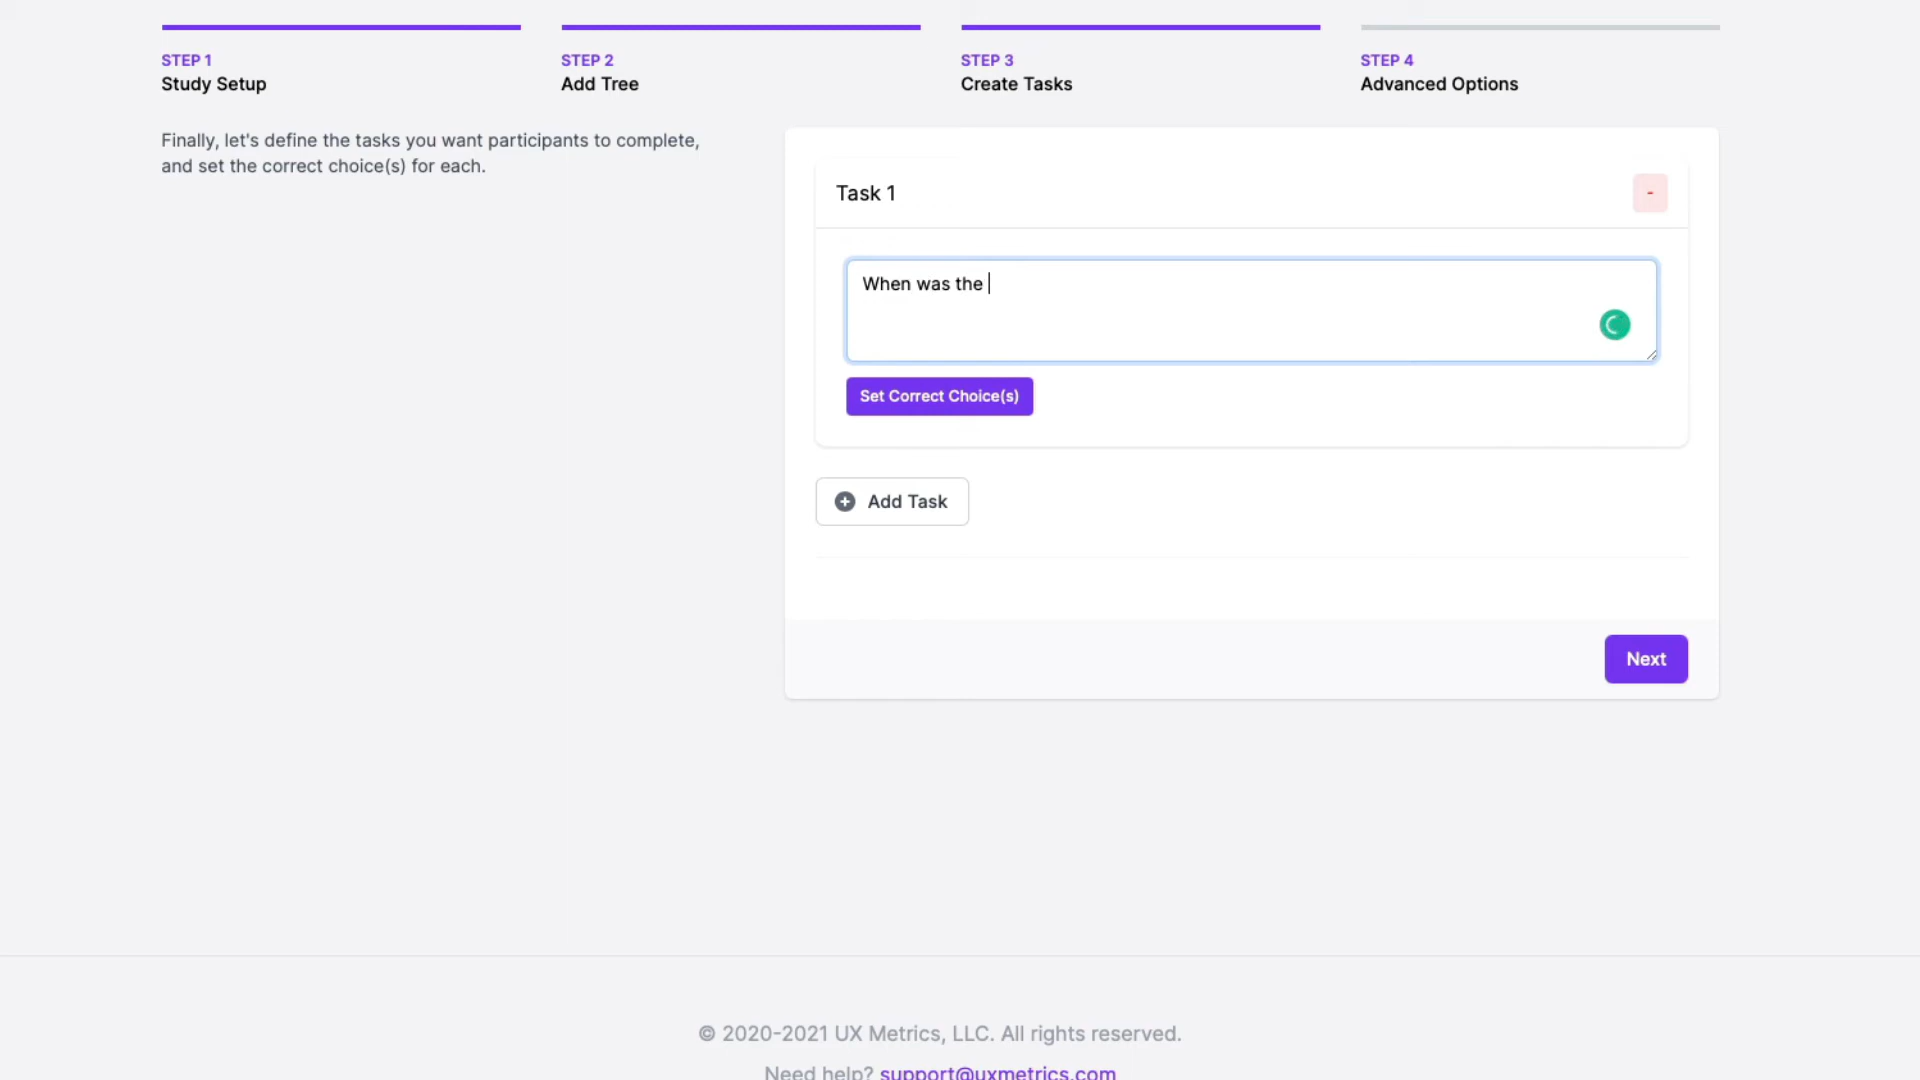 STEP 1
Study Setup
STEP 2
Add Tree
STEP 3
Create Tasks
STEP 4
Advanced Options
Finally, let's define the tasks you want participants to complete,
and set the correct choice(s) for each.
Task 1
-
When was the
Set Correct Choice(s)
Add Task
Next
© 2020-2021 UX Metrics, LLC. All rights reserved.
Need help? support@uxmetrics.com